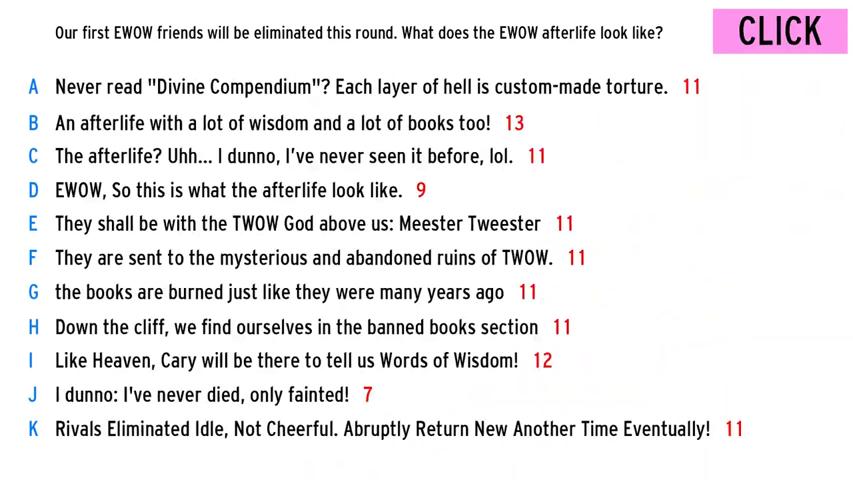 Our first EWOW friends will be eliminated this round. What does the EWOW afterlife look like?
CLICK
A Never read "Divine Compendium"? Each layer of hell is custom-made torture. 11
B An afterlife with a lot of wisdom and a lot of books too! 13
C The afterlife? Uhh... I dunno, I've never seen it before, lol. 11
D EWOW, So this is what the afterlife look like. 9
E They shall be with the TWOW God above us: Meester Tweester 11
F They are sent to the mysterious and abandoned ruins of TWOW. 11
G the books are burned just like they were many years ago 11
H Down the cliff, we find ourselves in the banned books section 11
I Like Heaven, Cary will be there to tell us Words of Wisdom! 12
J I dunno: I've never died, only fainted! 7
K Rivals Eliminated Idle, Not Cheerful. Abruptly Return New Another Time Eventually! 11